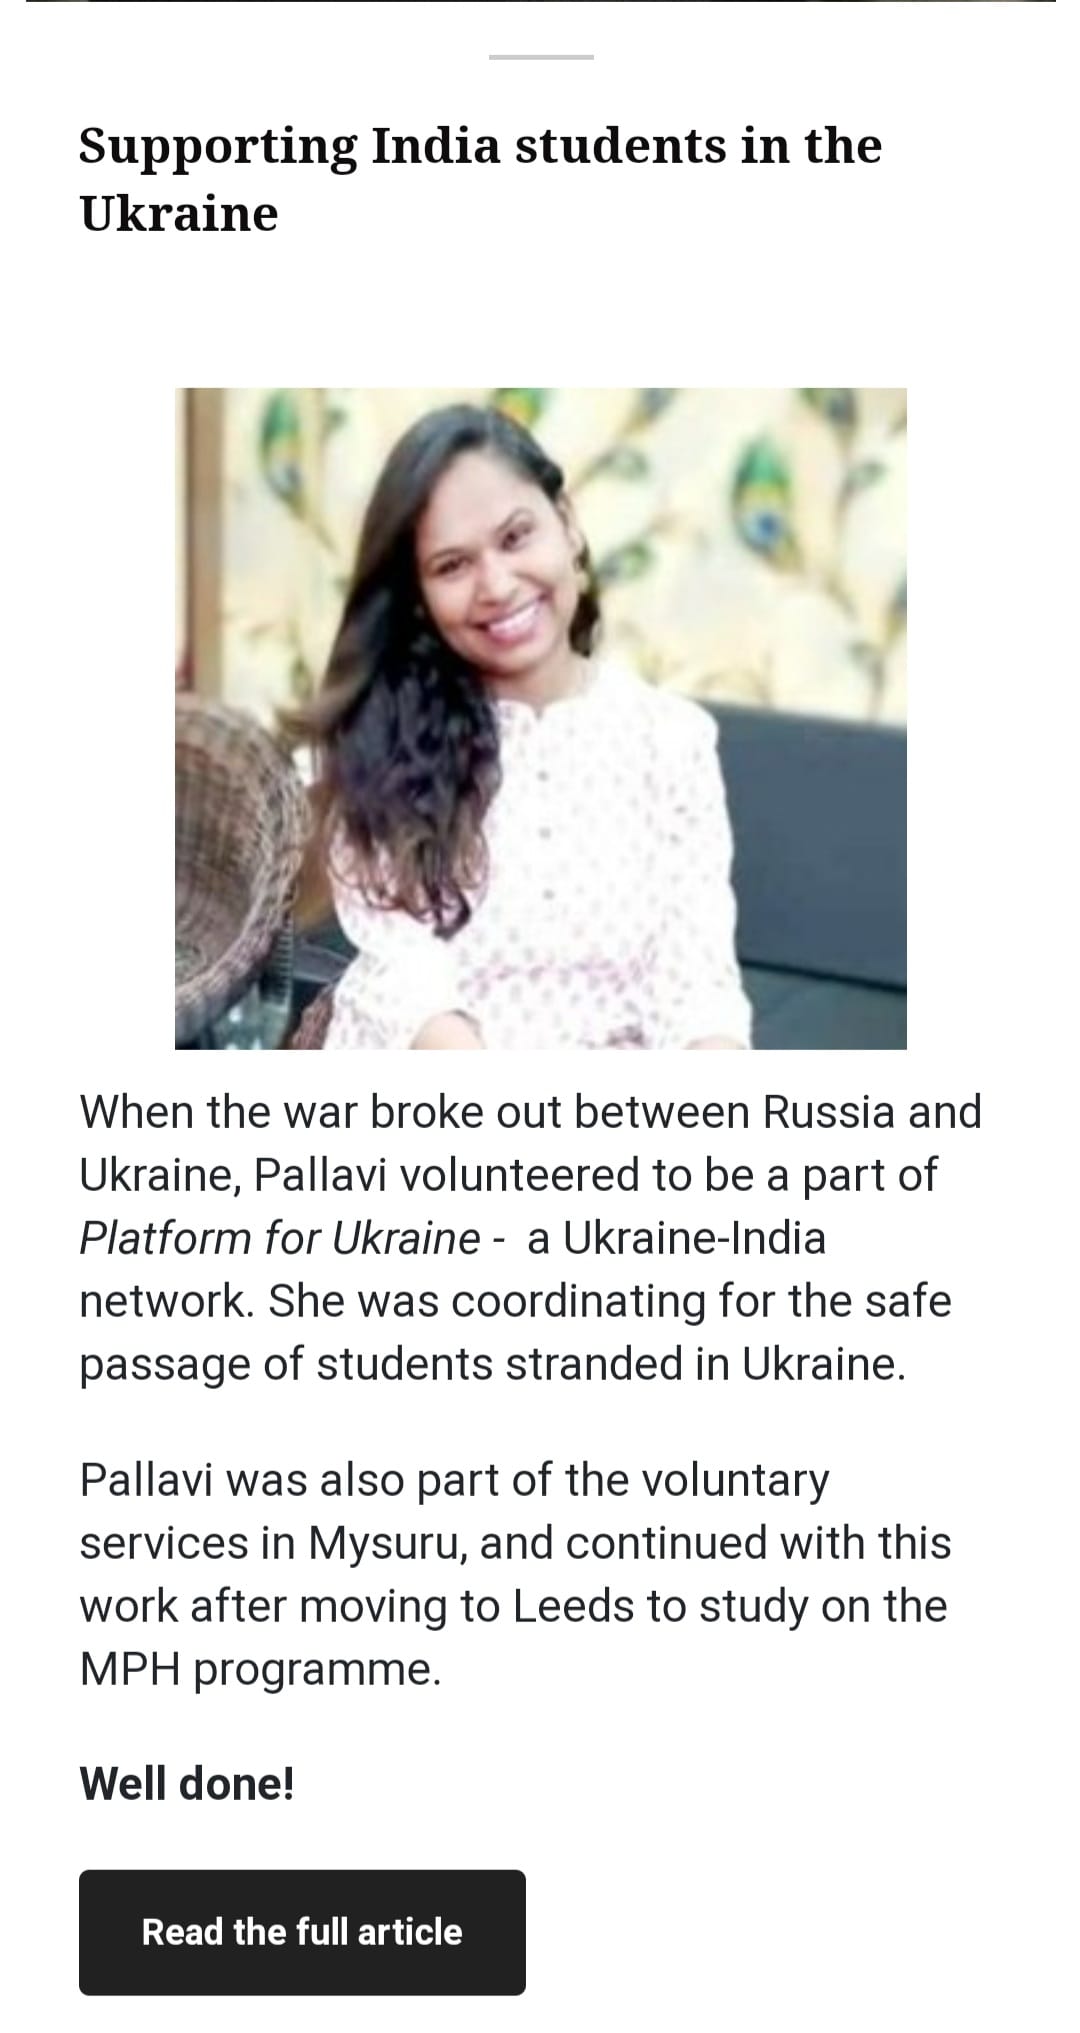 Supporting India students in the
Ukraine
When the war broke out between Russia and
Ukraine, Pallavi volunteered to be a part of
Platform for Ukraine -  a Ukraine-India
network. She was coordinating for the safe
passage of students stranded in Ukraine.
Pallavi was also part of the voluntary
services in Mysuru, and continued with this
work after moving to Leeds to study on the
MPH programme.
Well done!
Read the full article